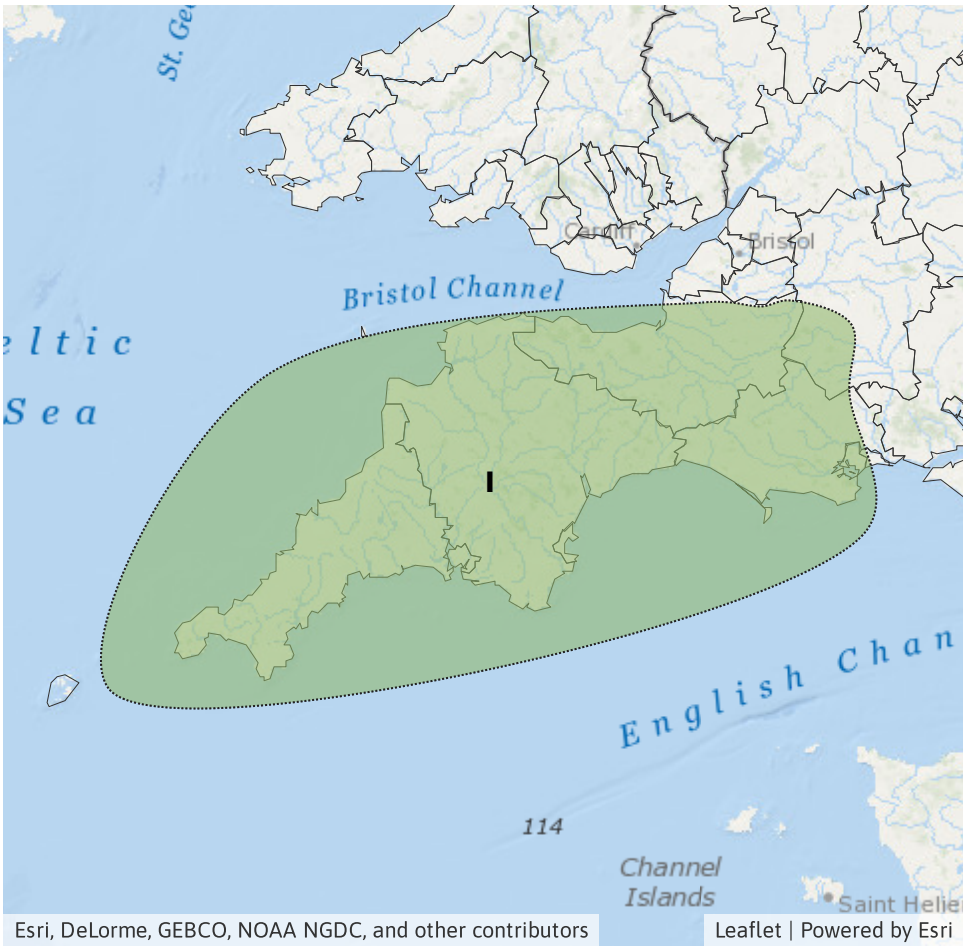 St. Geo
Cardiff
Bristol
Bristol Channel
eltic
Sea
I
English Chan
114
Channel
Islands
Saint Helier
Esri, DeLorme, GEBCO, NOAA NGDC, and other contributors
Leaflet | Powered by Esri